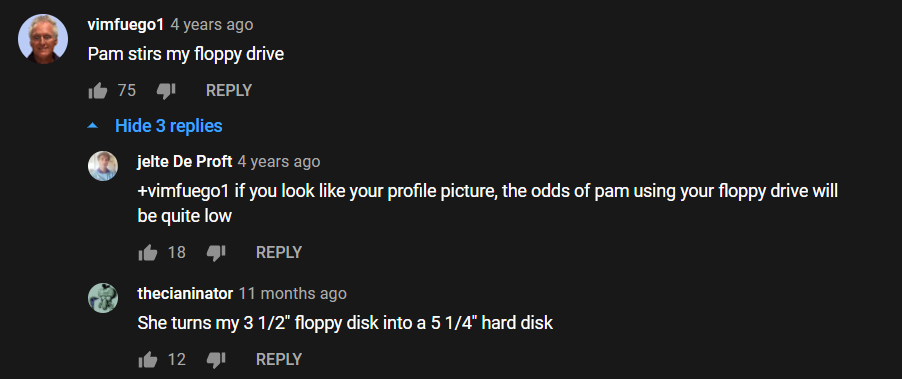 vimfuego1 4 years ago
Pam stirs my floppy drive
75 REPLY
Hide 3 replies
jelte De Proft 4 years ago
+vimfuego1 if you look like your profile picture, the odds of pam using your floppy drive will
be quite low
18 REPLY
thecianinator 11 months ago
She turns my 3 1/2" floppy disk into a 5 1/4" hard disk
12 REPLY